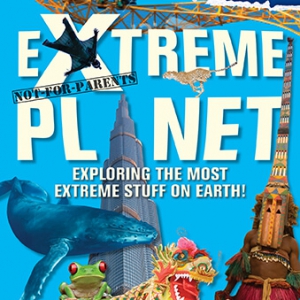 EXTREME
NOT-FOR-PARENTS
PL NET
EXPLORING THE MOST
EXTREME STUFF ON EARTH!